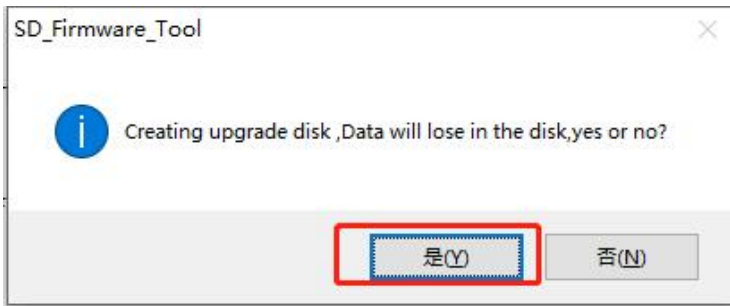 SD_Firmware_Tool
Creating upgrade disk ,Data will lose in the disk,yes or no?
是(Y)
否(N)